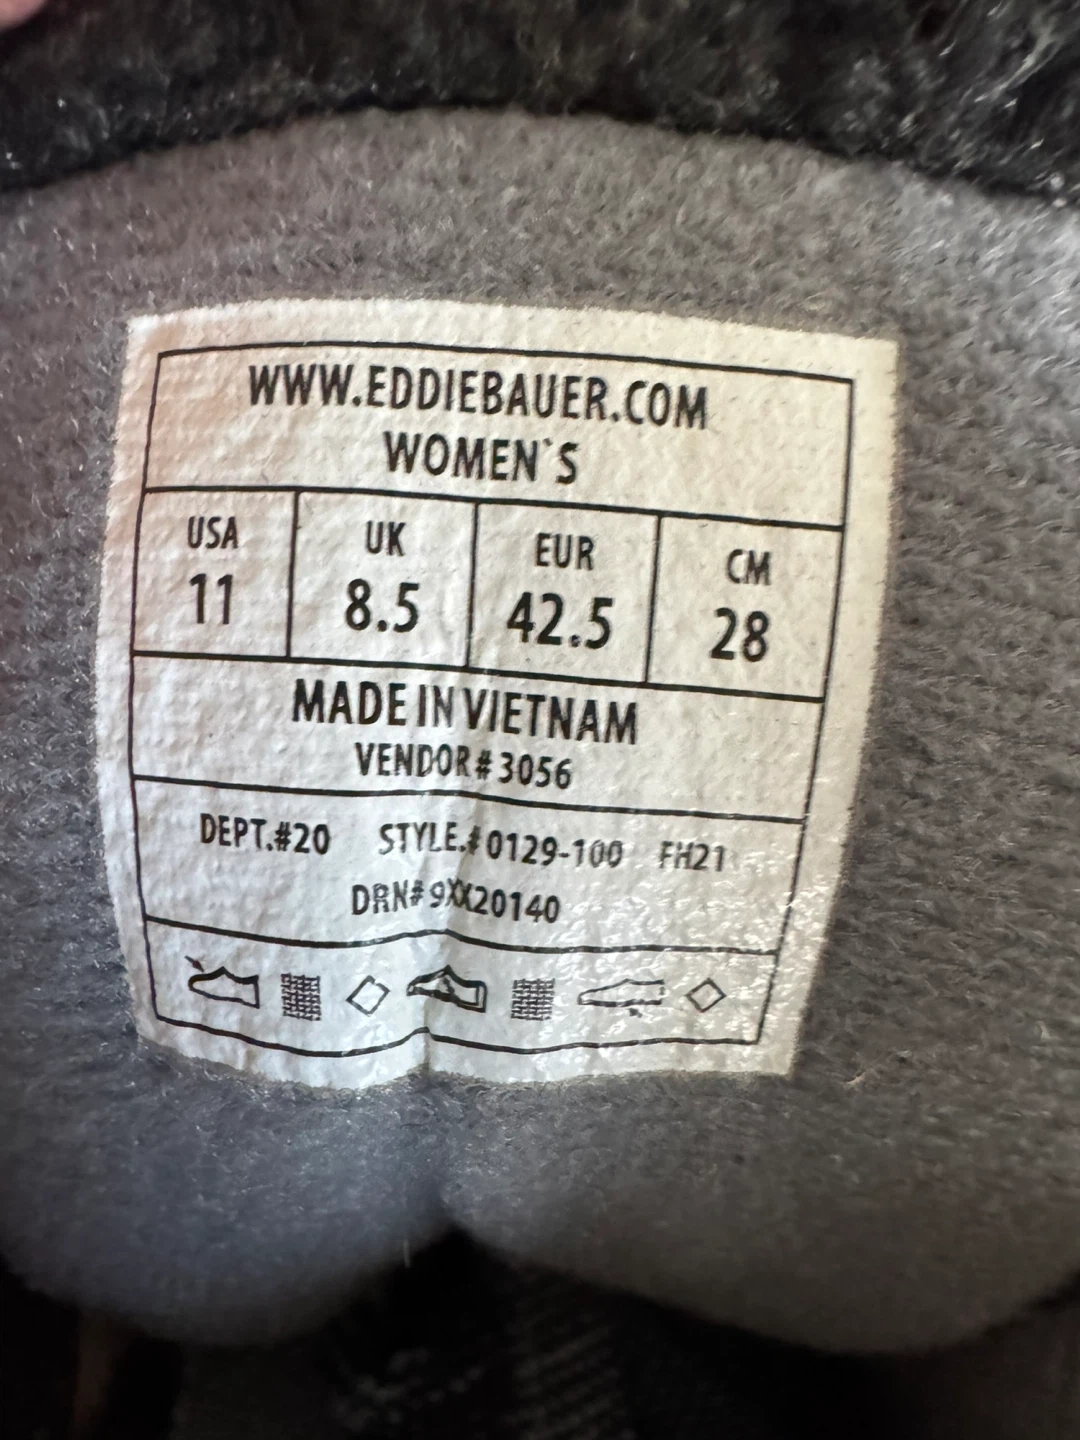 WWW.EDDIEBAUER.COM
WOMEN`S
USA UK EUR CM
11 8.5 42.5 28
MADE IN VIETNAM
VENDOR# 3056
DEPT.#20 STYLE.# 0129-100 FH21
DRN# 9XX20140